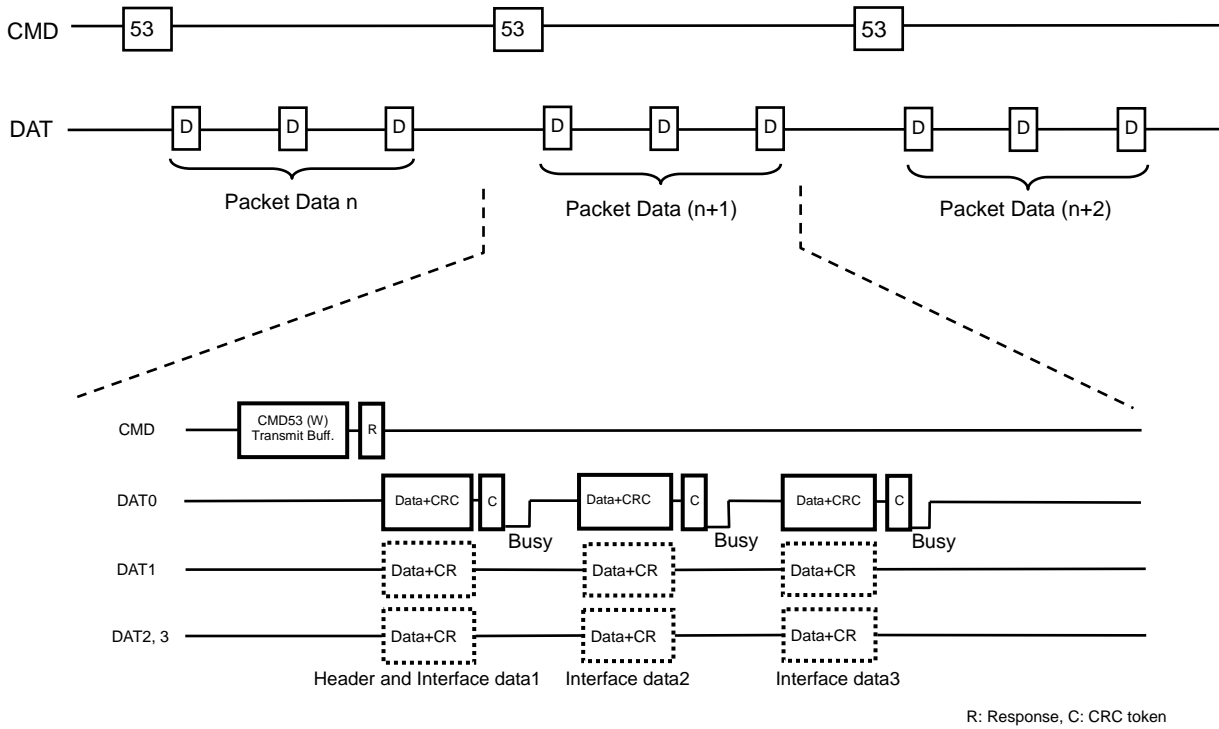 CMD 53 53 53
DAT D D D D D D D D D
Packet Data n Packet Data (n+1) Packet Data (n+2)
CMD CMD53 (W)
Transmit Buff. R
DAT0 Data+CRC C Data+CRC C Data+CRC C
Busy Busy Busy
DAT1 Data+CR Data+CR Data+CR
DAT2, 3 Data+CR Data+CR Data+CR
Header and Interface data1 Interface data2 Interface data3
R: Response, C: CRC token